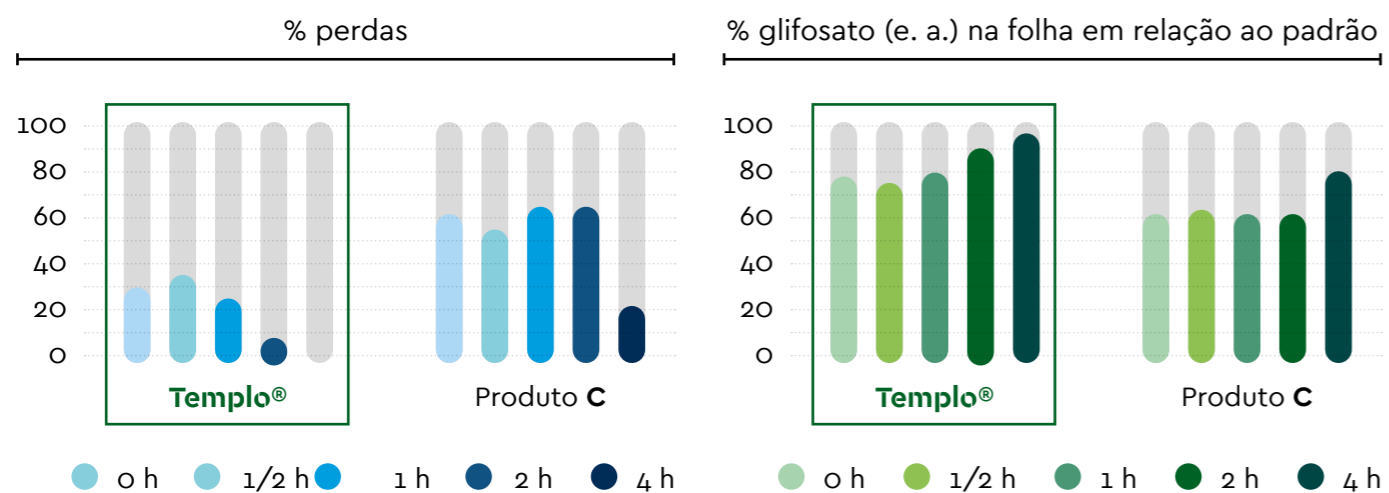 % perdas
% glifosato (e. a.) na folha em relação ao padrão
100
80
60
40
20
0
Templo®
Produto C
100
80
60
40
20
0
Templo®
Produto C
0 h 1/2 h 1 h 2 h 4 h
0 h 1/2 h 1 h 2 h 4 h